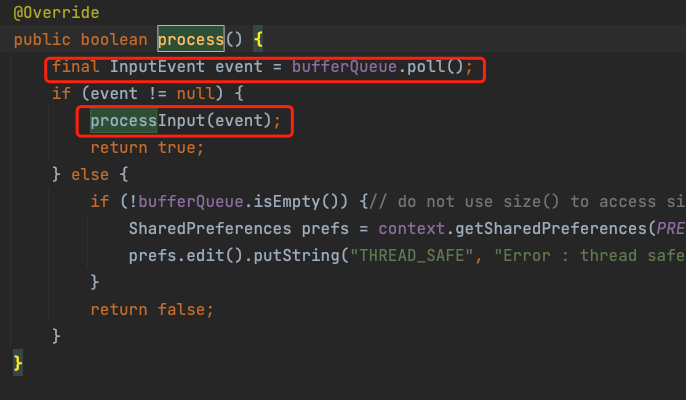 @Override
public boolean process() {
final InputEvent event = bufferQueue.poll();
if (event != null) {
processInput(event);
return true;
} else {
if (!bufferQueue.isEmpty()) {// do not use size() to access si
SharedPreferences prefs = context.getSharedPreferences(PRE
prefs.edit().putString("THREAD_SAFE", "Error : thread safe
}
return false;
}
}